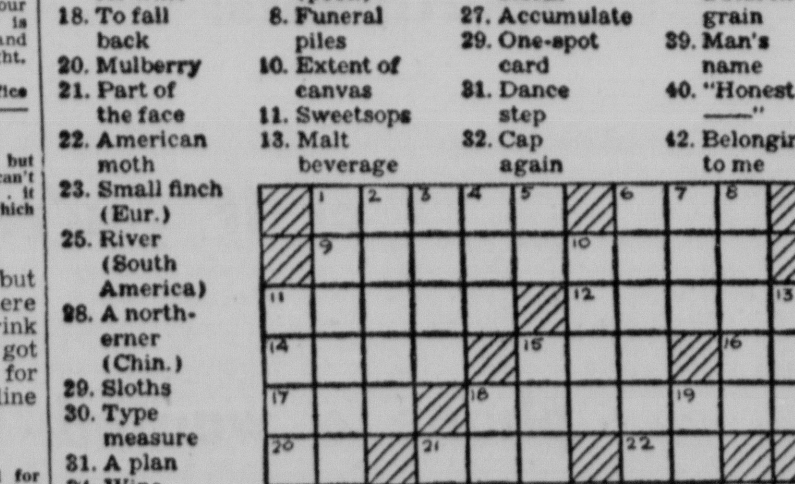 our
is
and
ht.
18. To fall
back
20. Mulberry
21. Part of
the face
22. American
moth
23. Small finch
(Eur.)
25. River
(South
America)
28. A north-
erner
(Chin.)
29. Sloths
30. Type
measure
31. A plan
8. Funeral
piles
10. Extent of
canvas
11. Sweetsops
13. Malt
beverage
27. Accumulate
29. One-spot
card
31. Dance
step
32. Cap
again
grain
39. Man's
name
40. "Honest
—"
42. Belongin
to me
but
can't
it
hich
but
ere
ink
got
for
line
for
1 2 3 4 5 6 7 8
9 10
11 12 13
14 15 16
17 18 19
20 21 22